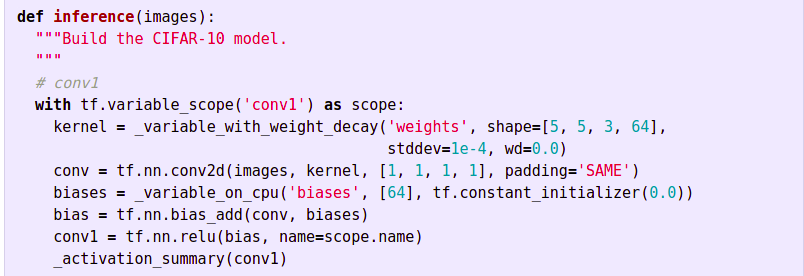 def inference(images):
  """Build the CIFAR-10 model.
  """
  # conv1
  with tf.variable_scope('conv1') as scope:
    kernel = _variable_with_weight_decay('weights', shape=[5, 5, 3, 64],
                                         stddev=1e-4, wd=0.0)
    conv = tf.nn.conv2d(images, kernel, [1, 1, 1, 1], padding='SAME')
    biases = _variable_on_cpu('biases', [64], tf.constant_initializer(0.0))
    bias = tf.nn.bias_add(conv, biases)
    conv1 = tf.nn.relu(bias, name=scope.name)
    _activation_summary(conv1)